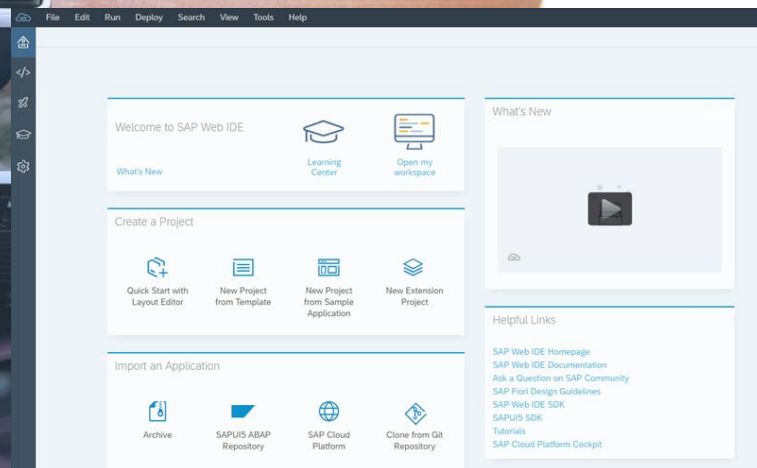 File Edit Run Deploy Search View Tools Help
Welcome to SAP Web IDE
What's New
Learning
Center
Open my
workspace
What's New
Create a Project
Quick Start with
Layout Editor
New Project
from Template
New Project
from Sample
Application
New Extension
Project
Import an Application
Archive
SAPUI5 ABAP
Repository
SAP Cloud
Platform
Clone from Git
Repository
Helpful Links
SAP Web IDE Homepage
SAP Web IDE Documentation
Ask a Question on SAP Community
SAP Fiori Design Guidelines
SAP Web IDE SDK
SAPUI5 SDK
Tutorials
SAP Cloud Platform Cockpit